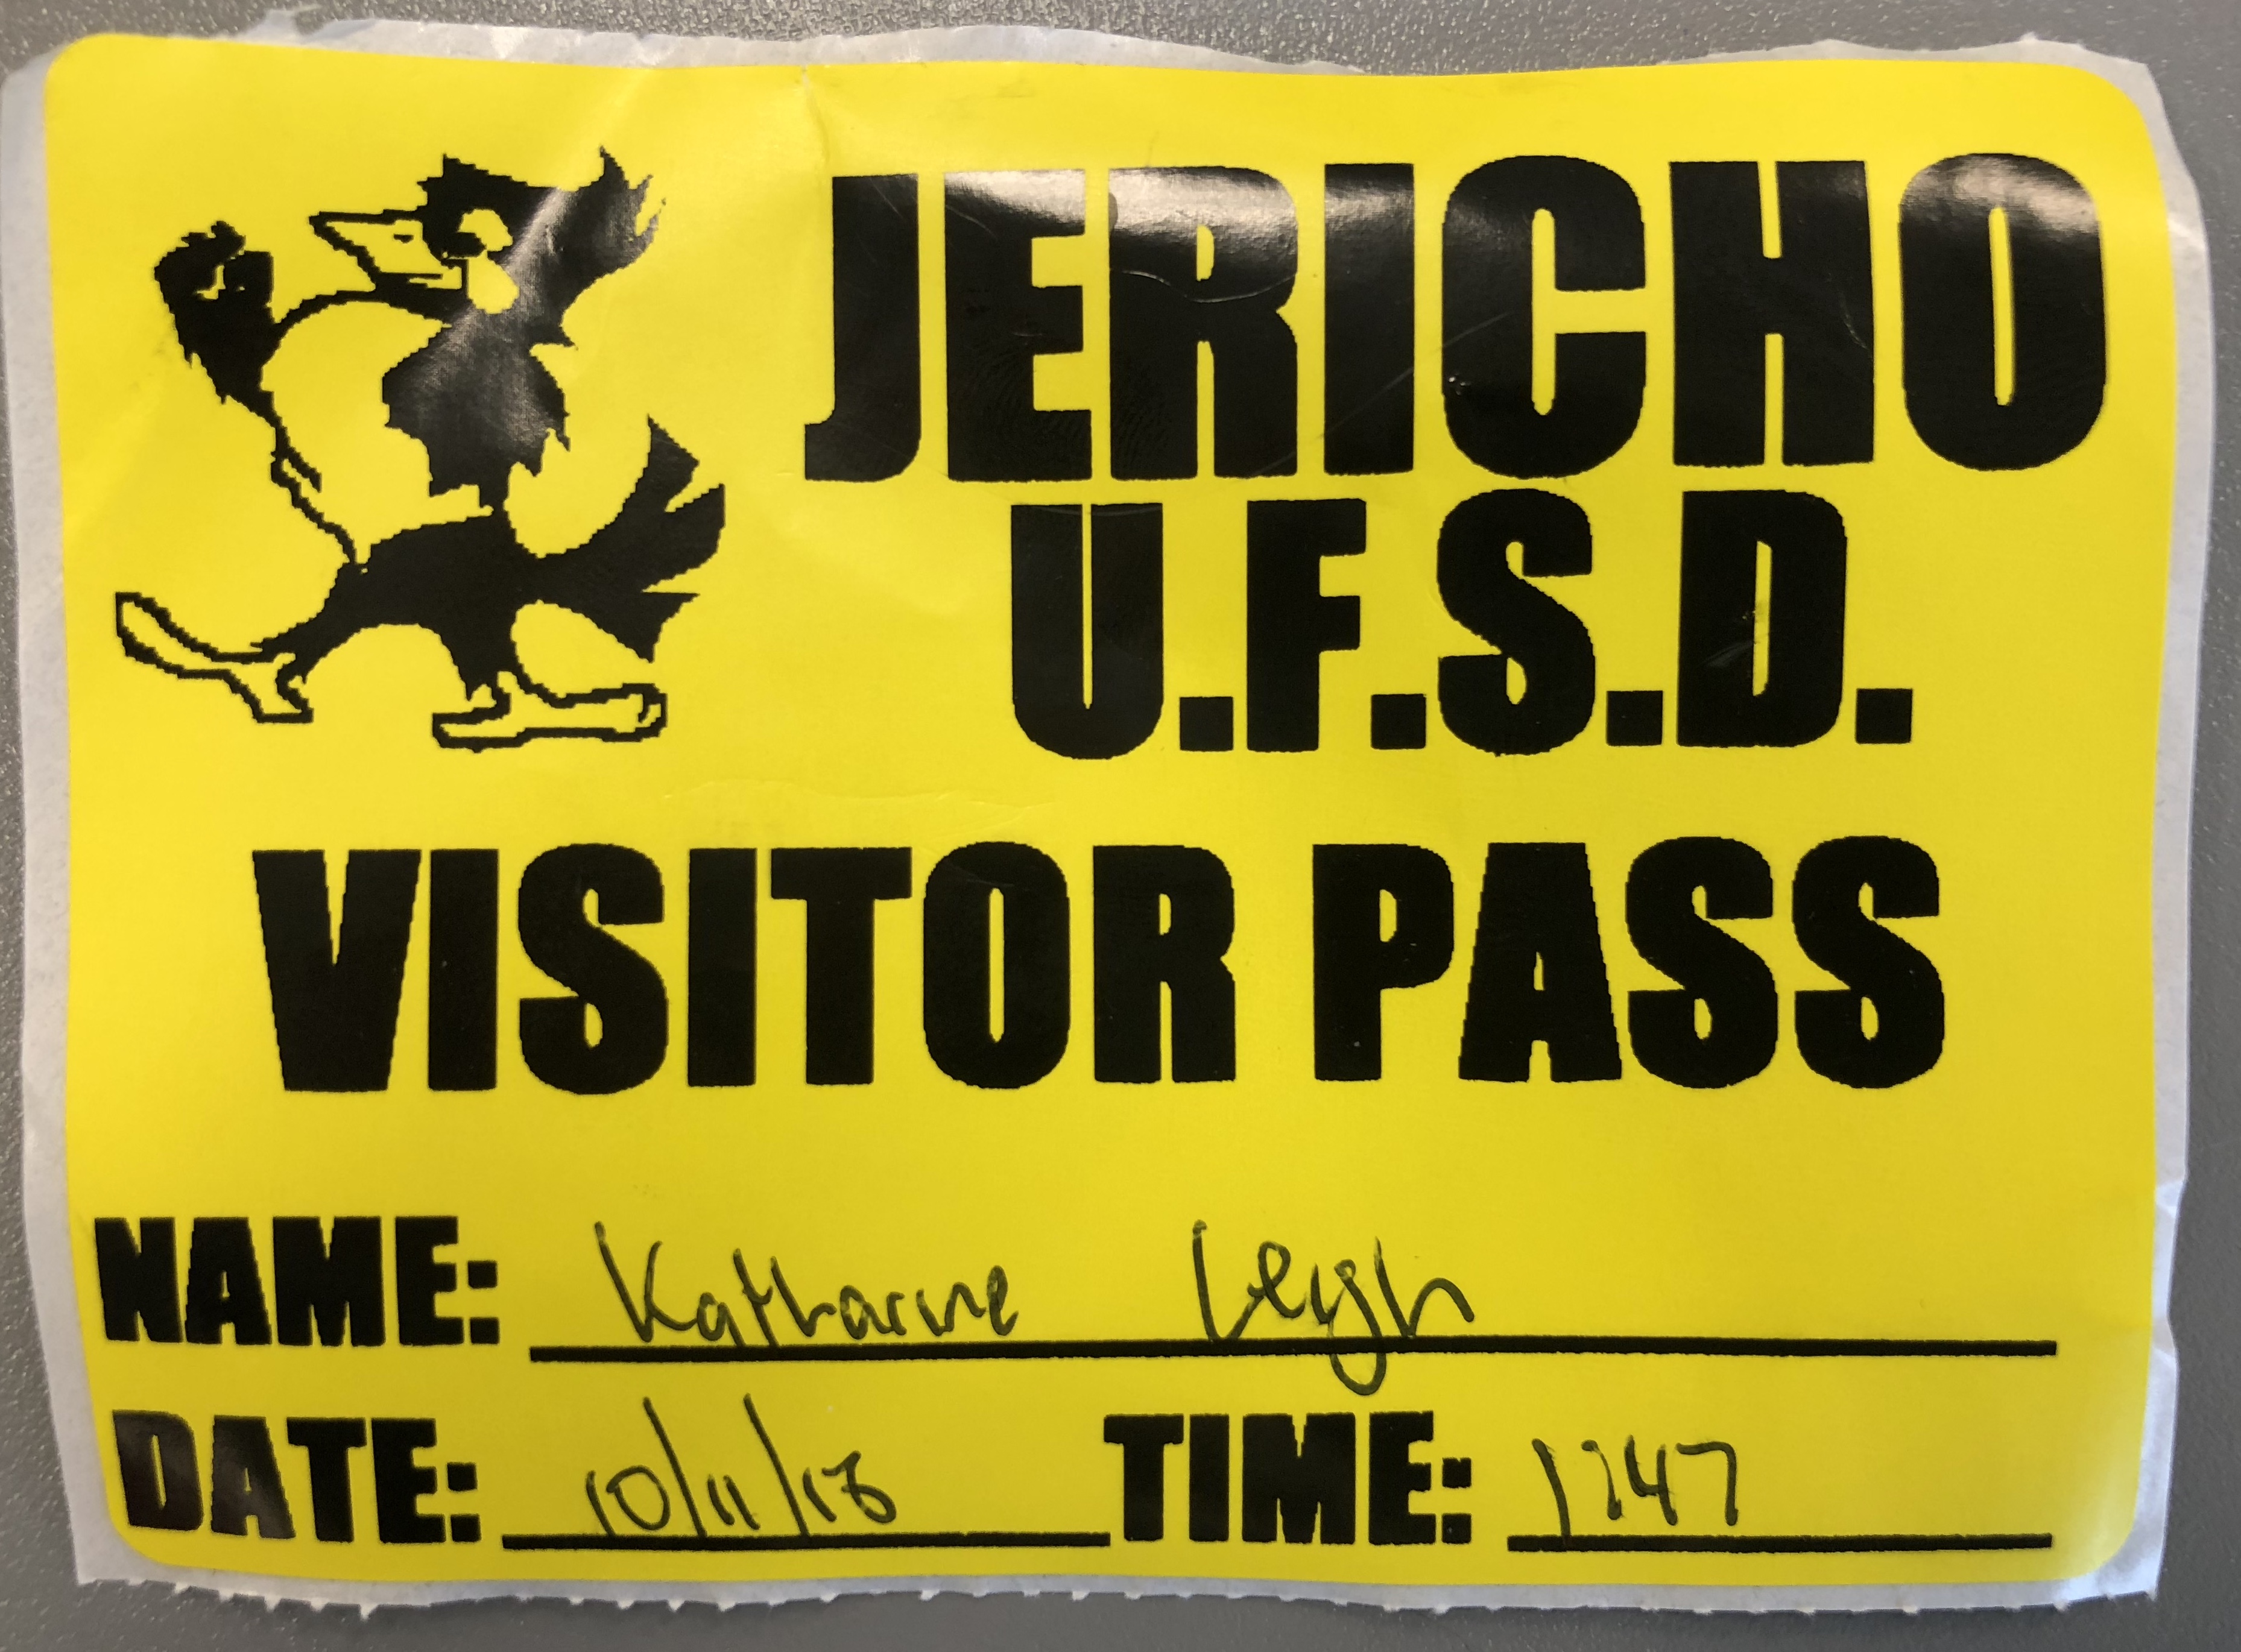 JERICHO
U.F.S.D.
VISITOR PASS
NAME: Katharine Leigh
DATE: 10/11/18 TIME: 1147